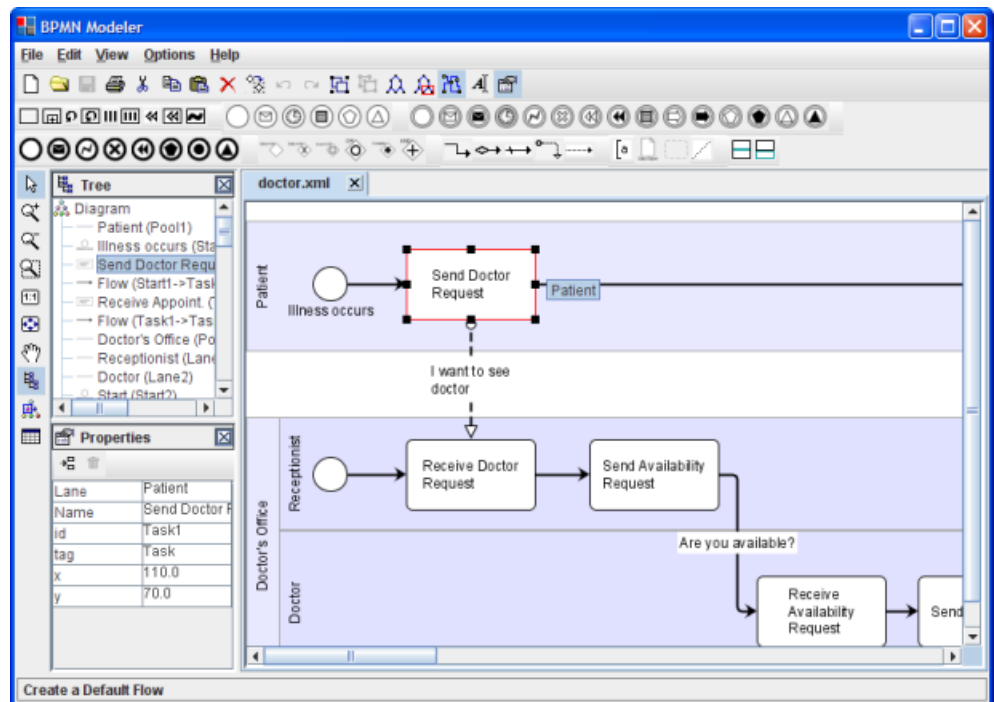 BPMN Modeler
File Edit View Options Help
Tree
doctor.xml
Diagram
Patient (Pool1)
Illness occurs (Sta
Send Doctor Requ
Flow (Start1->Task
Receive Appoint. (
Flow (Task1->Tas
Doctor's Office (Po
Receptionist (Lane
Doctor (Lane2)
Start (Start2)
1:1
Properties
Lane Patient
Name Send Doctor R
id Task1
tag Task
x 110.0
y 70.0
Patient
Illness occurs
Send Doctor
Request
Patient
I want to see
doctor
Doctor's Office
Receptionist
Receive Doctor
Request
Send Availability
Request
Are you available?
Doctor
Receive
Availability
Request
Send
Create a Default Flow